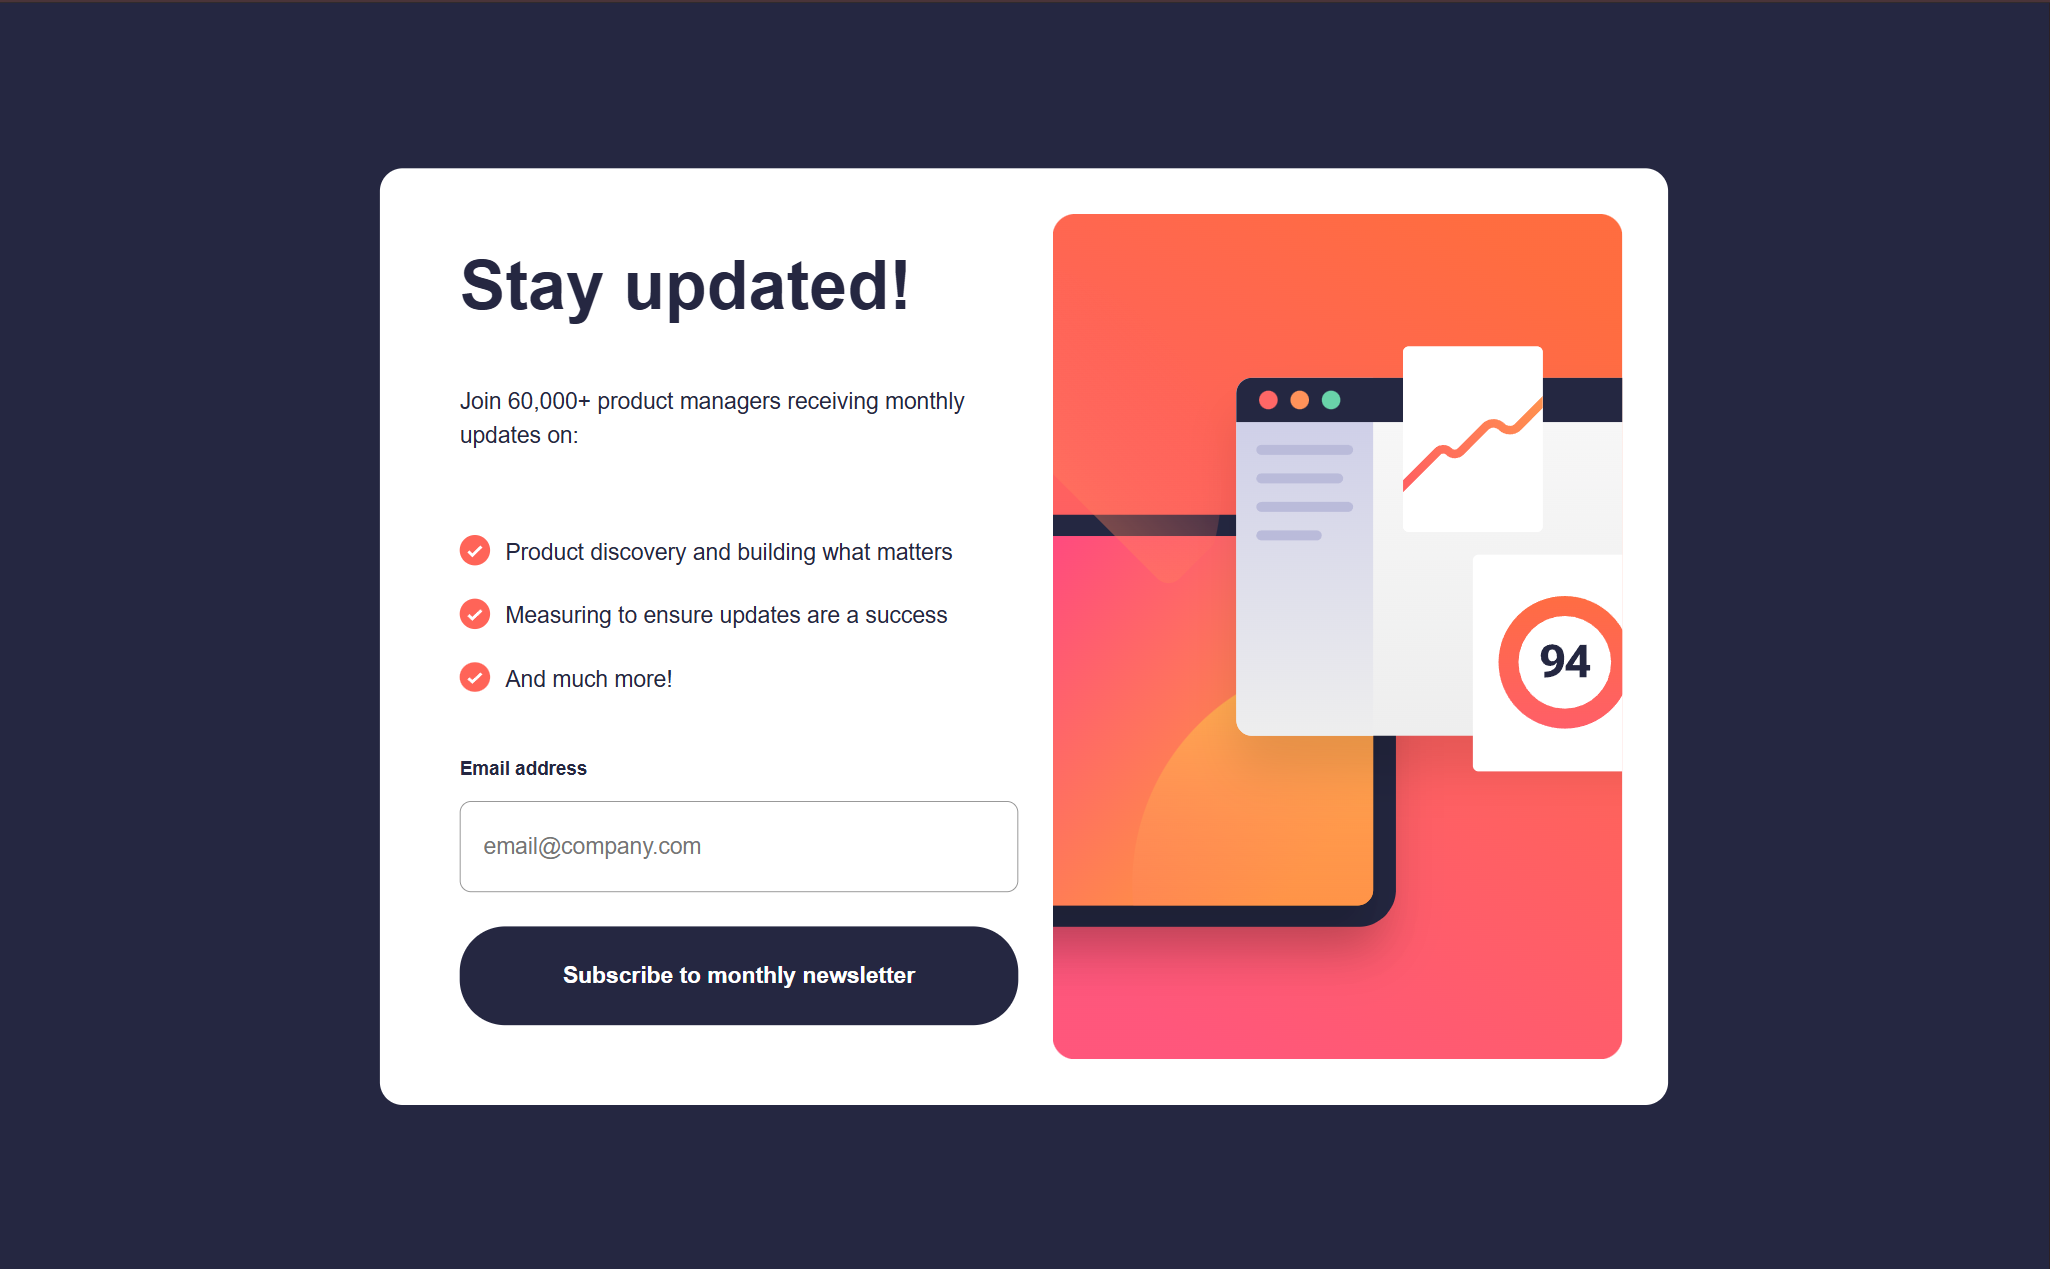 Stay updated!
Join 60,000+ product managers receiving monthly
updates on:
Product discovery and building what matters
Measuring to ensure updates are a success
And much more!
Email address
email@company.com
Subscribe to monthly newsletter
94